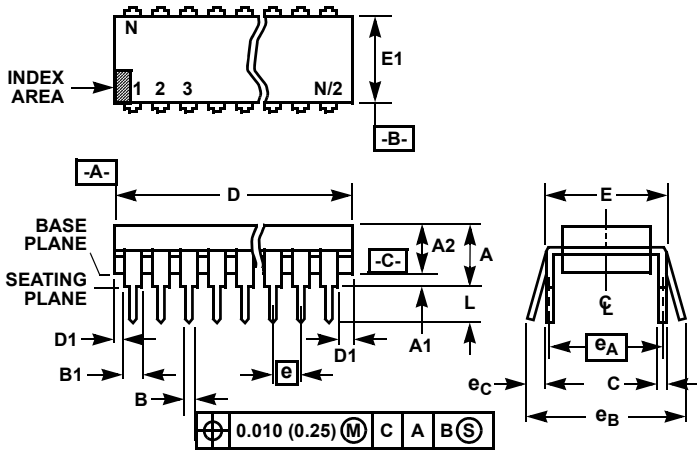 N
E1
INDEX
AREA
1 2 3 N/2
-B-
-A-
D
E
BASE
PLANE
A2
A
-C-
SEATING
PLANE
L
℄
D1
A1
D1
eA
B1
e
eC
C
B
eB
⌖ 0.010 (0.25) Ⓜ C A B Ⓢ